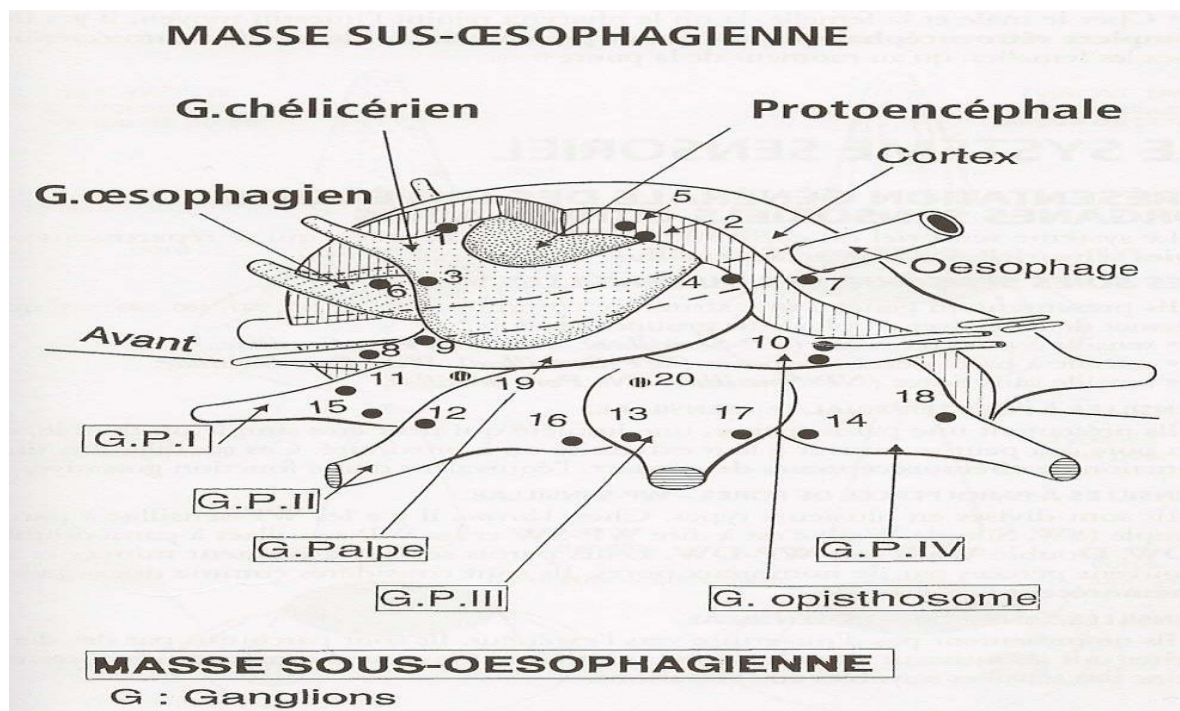 MASSE SUS-ŒSOPHAGIENNE
G.chélicérien
Protoencéphale
Cortex
G.œsophagien
5
2
1
3
6
4
7
Oesophage
Avant
8
9
10
11
19
20
15
12
16
13
17
14
18
G.P.I
G.P.II
G.Palpe
G.P.IV
G.P.III
G. opisthosome
MASSE SOUS-OESOPHAGIENNE
G : Ganglions